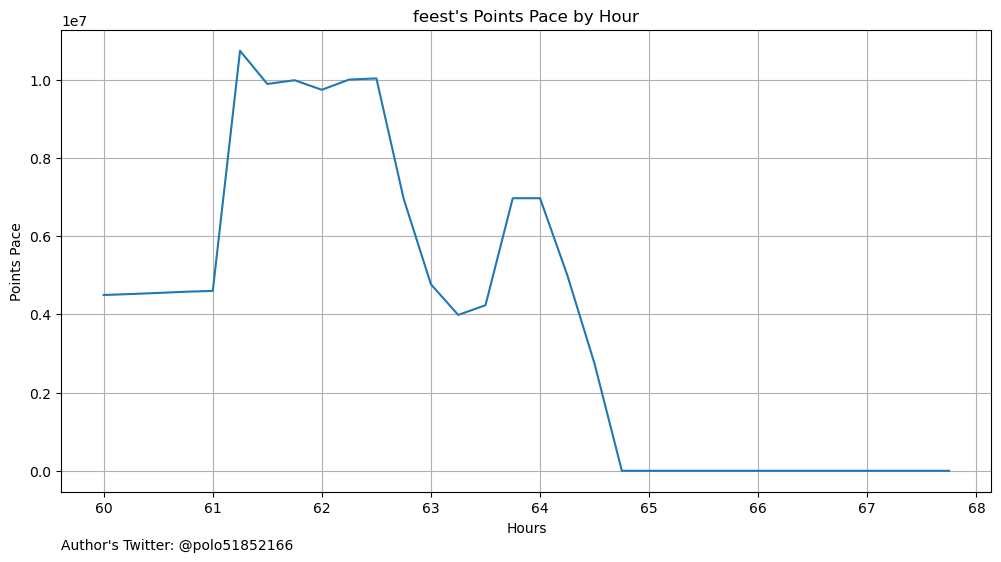 feest's Points Pace by Hour
1e7
1.0
0.8
0.6
0.4
0.2
0.0
Points Pace
60 61 62 63 64 65 66 67 68
Hours
Author's Twitter: @polo51852166